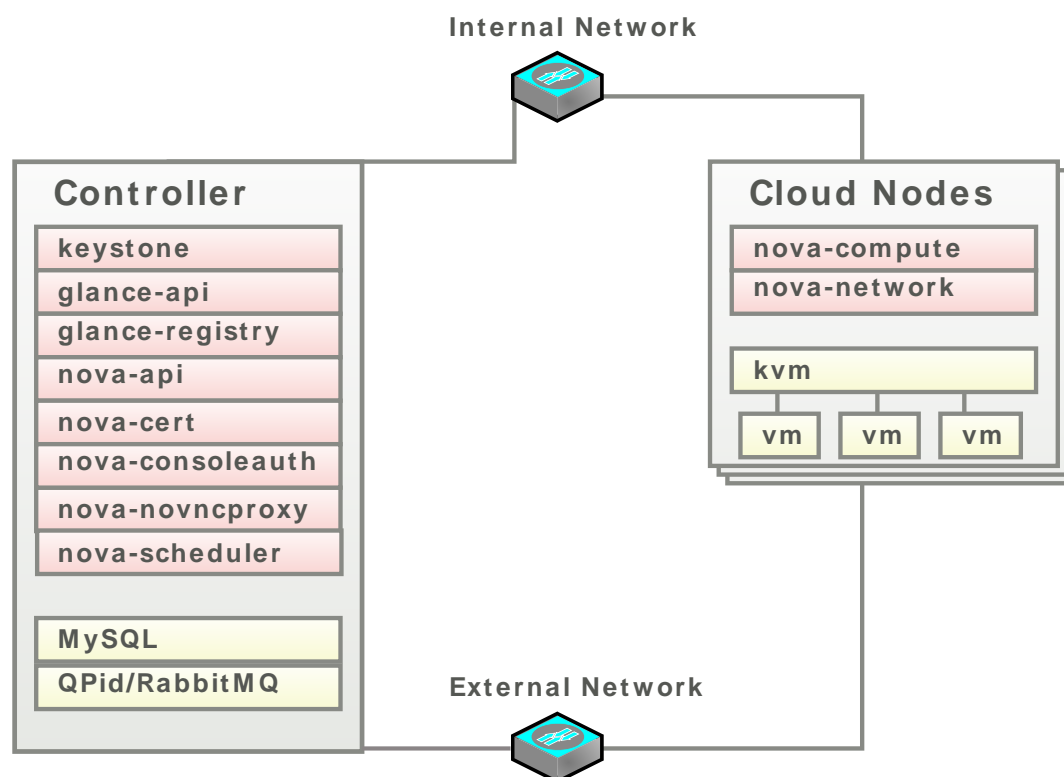 Internal Network
Controller
keystone
glance-api
glance-registry
nova-api
nova-cert
nova-consoleauth
nova-novncproxy
nova-scheduler
MySQL
QPid/RabbitMQ
Cloud Nodes
nova-compute
nova-network
kvm
vm vm vm
External Network